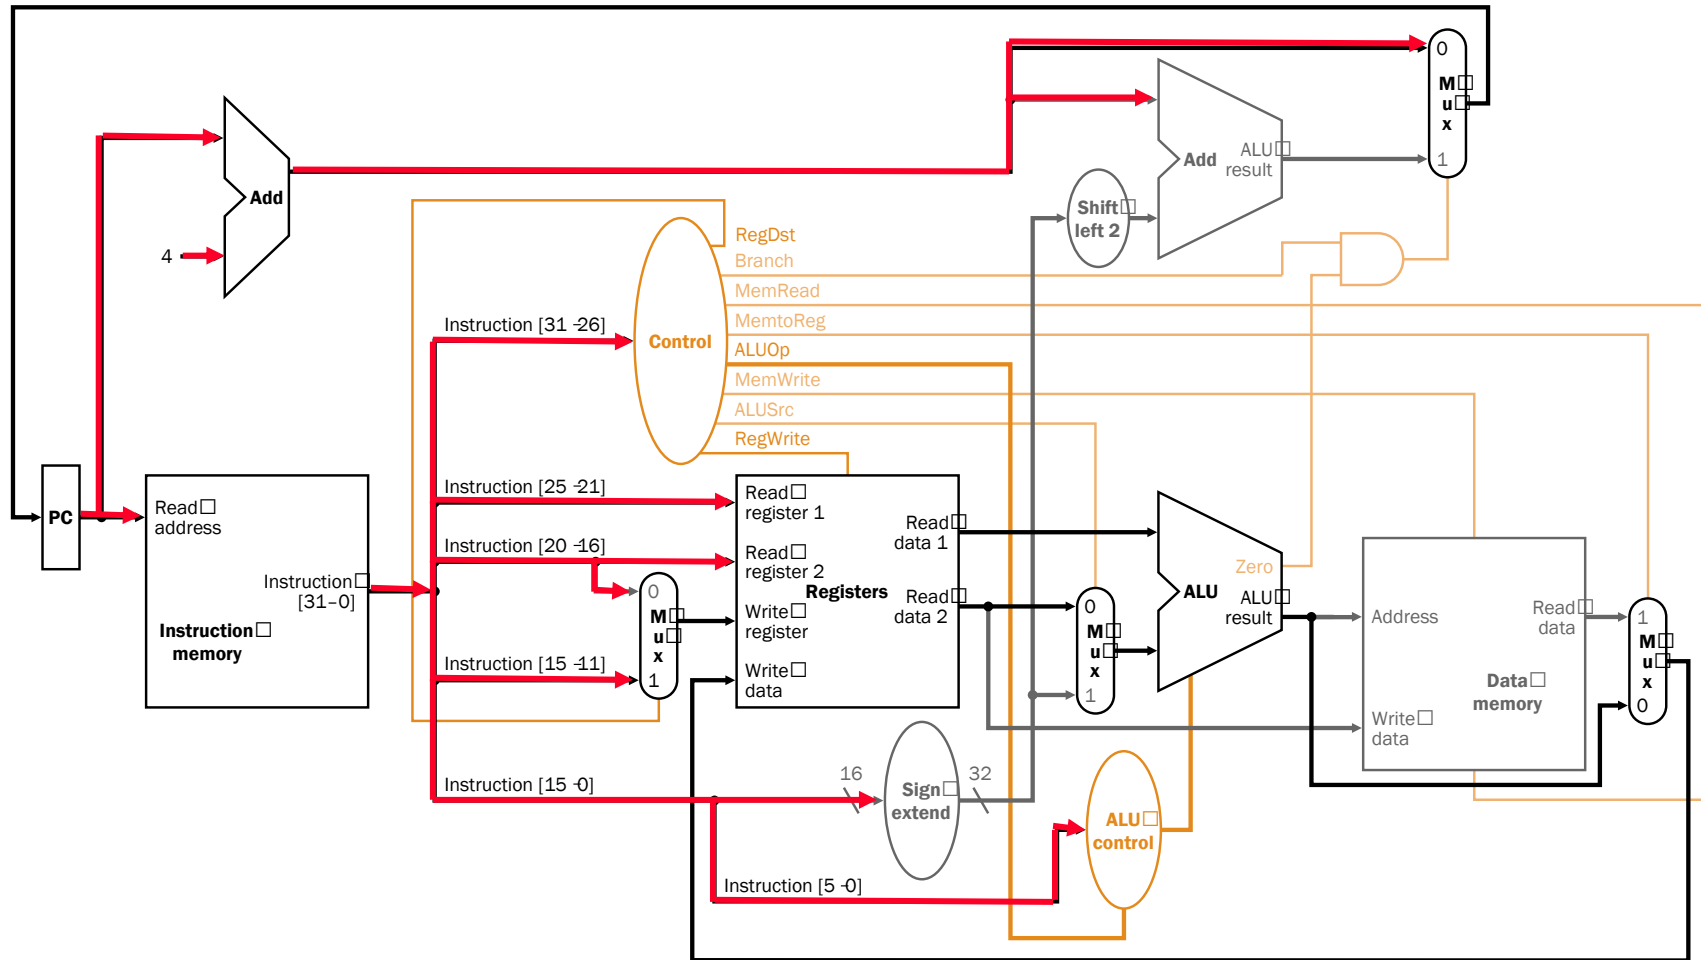 0
M
u
x
1
Add
ALU
result
Add
Shift
left 2
4
RegDst
Branch
MemRead
MemtoReg
ALUOp
MemWrite
ALUSrc
RegWrite
Control
Instruction [31-26]
Instruction [25-21]
Instruction [20-16]
Instruction [15-11]
Instruction [15-0]
Instruction [5-0]
PC
Read
address
Instruction
[31-0]
Instruction
memory
0
M
u
x
1
Read
register 1
Read
register 2
Write
register
Write
data
Registers
Read
data 1
Read
data 2
0
M
u
x
1
Zero
ALU
ALU
result
Address
Write
data
Read
data
Data
memory
1
M
u
x
0
16
Sign
extend
32
ALU
control